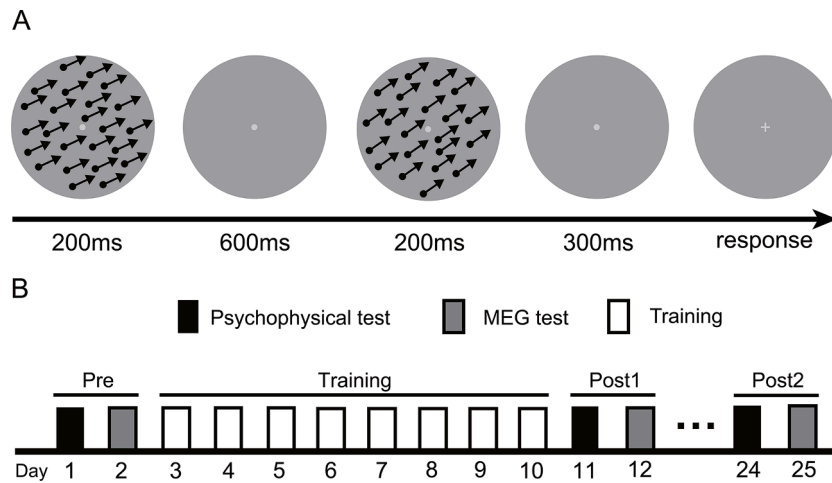 A
200ms 600ms 200ms 300ms response
B
Psychophysical test MEG test Training
Pre Training Post1 Post2
...
Day 1 2 3 4 5 6 7 8 9 10 11 12 24 25